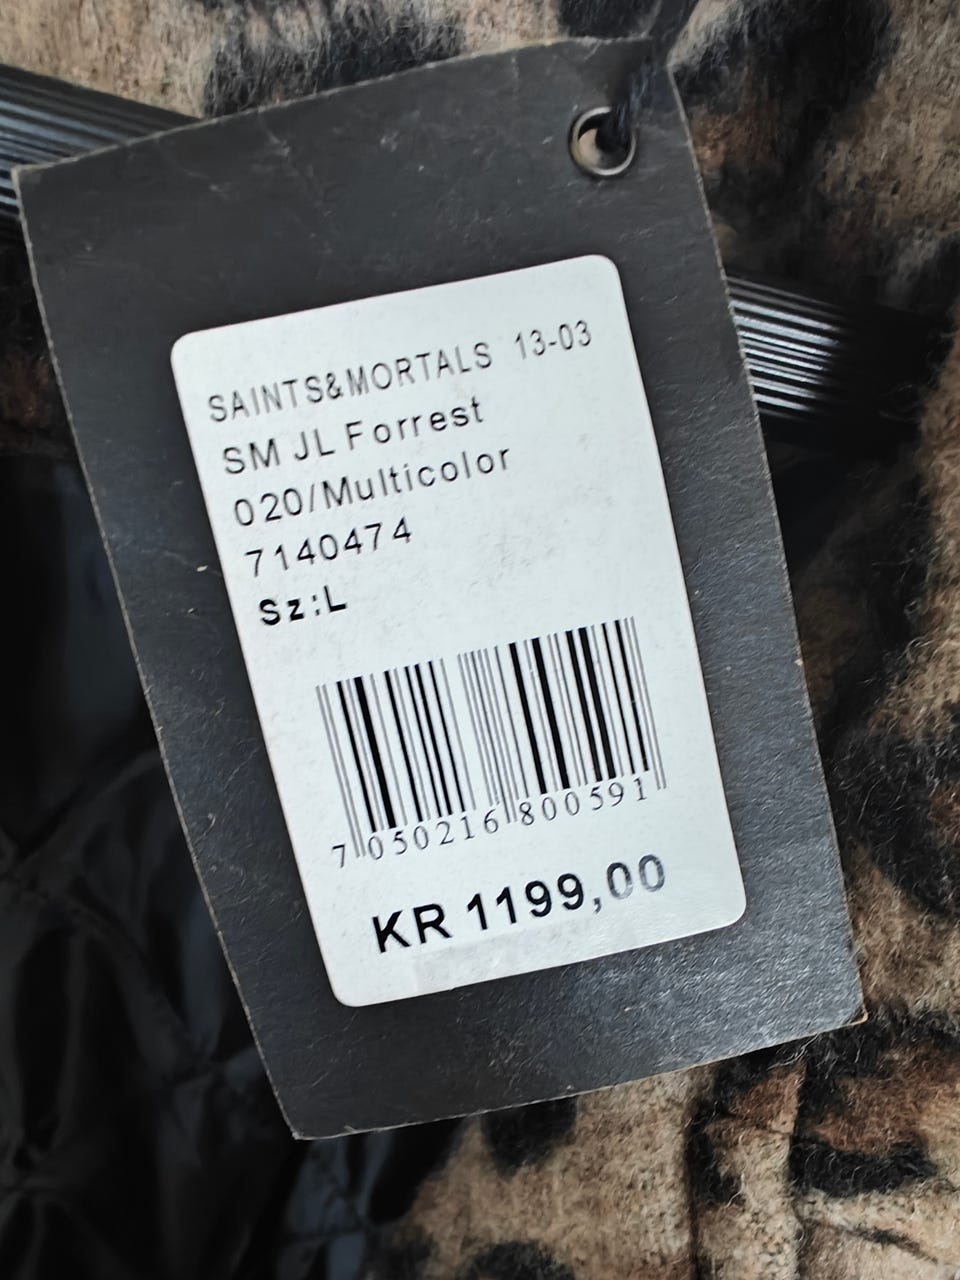 SAINTS&MORTALS 13-03
SM JL Forrest
020/Multicolor
7140474
Sz:L
7 050216 800591
KR 1199,00